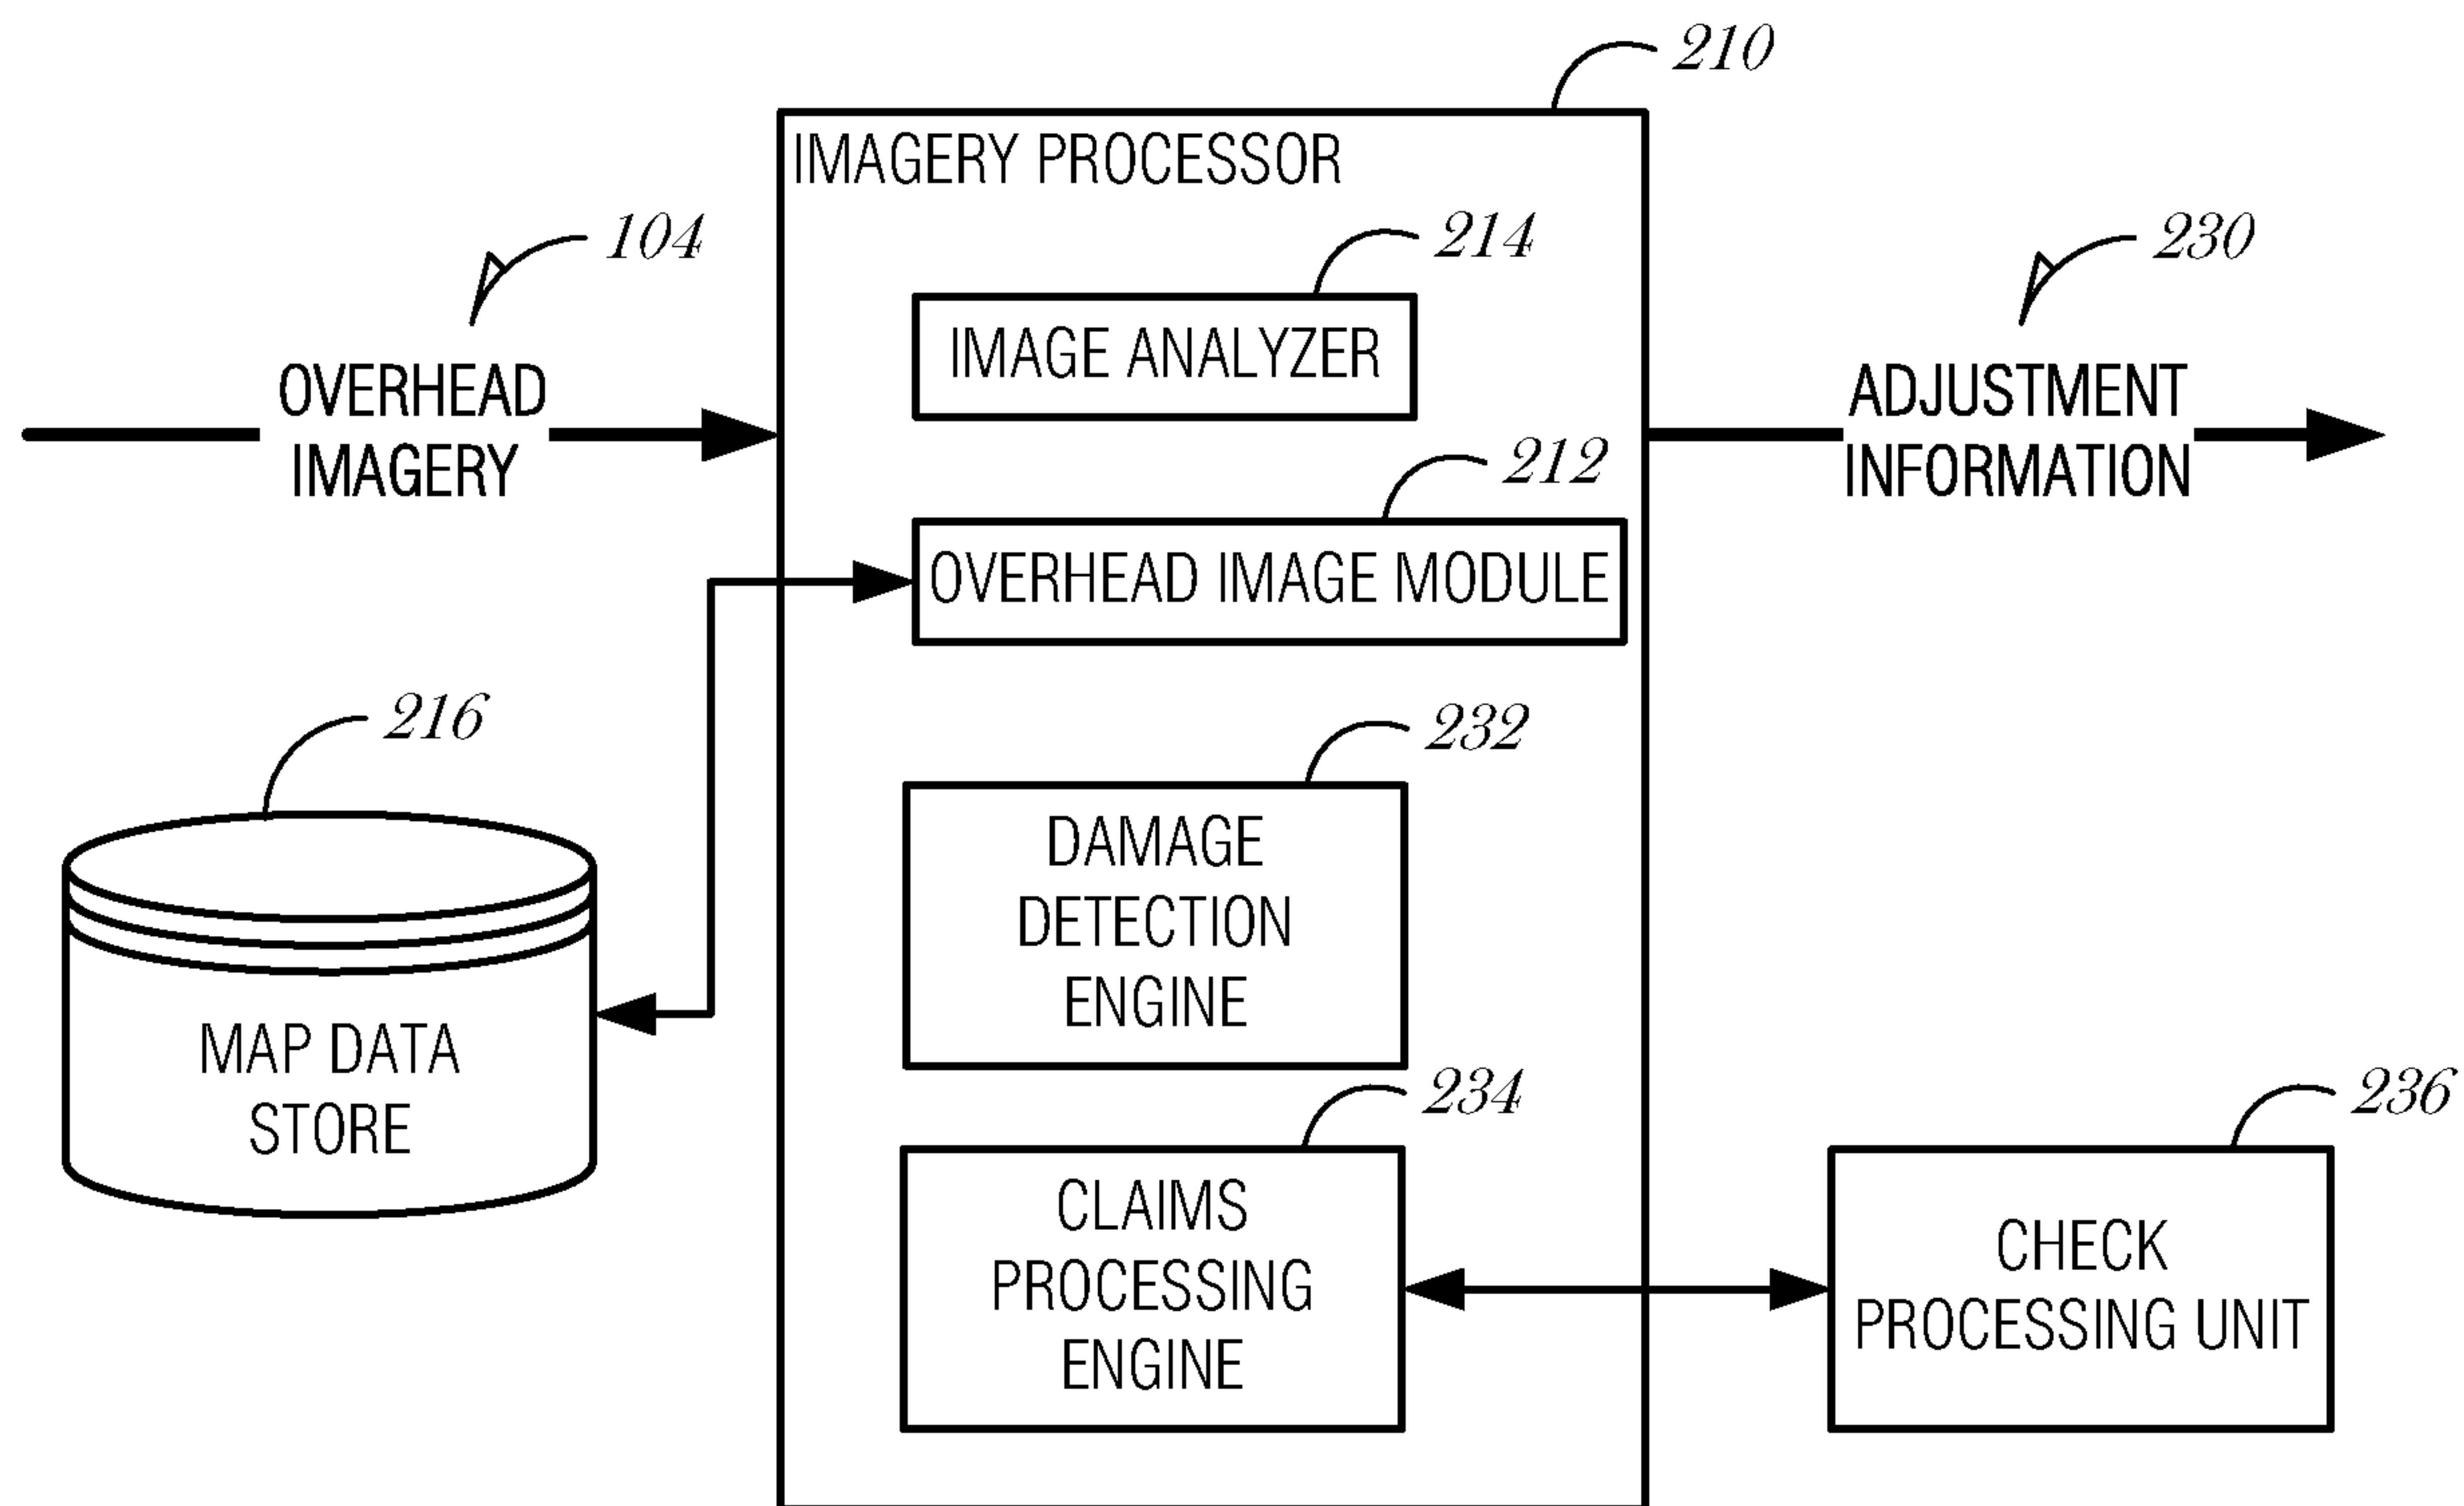 210
IMAGERY PROCESSOR
104
214
230
IMAGE ANALYZER
OVERHEAD
IMAGERY
ADJUSTMENT
INFORMATION
212
OVERHEAD IMAGE MODULE
216
232
DAMAGE
DETECTION
ENGINE
MAP DATA
STORE
234
236
CLAIMS
PROCESSING
ENGINE
CHECK
PROCESSING UNIT